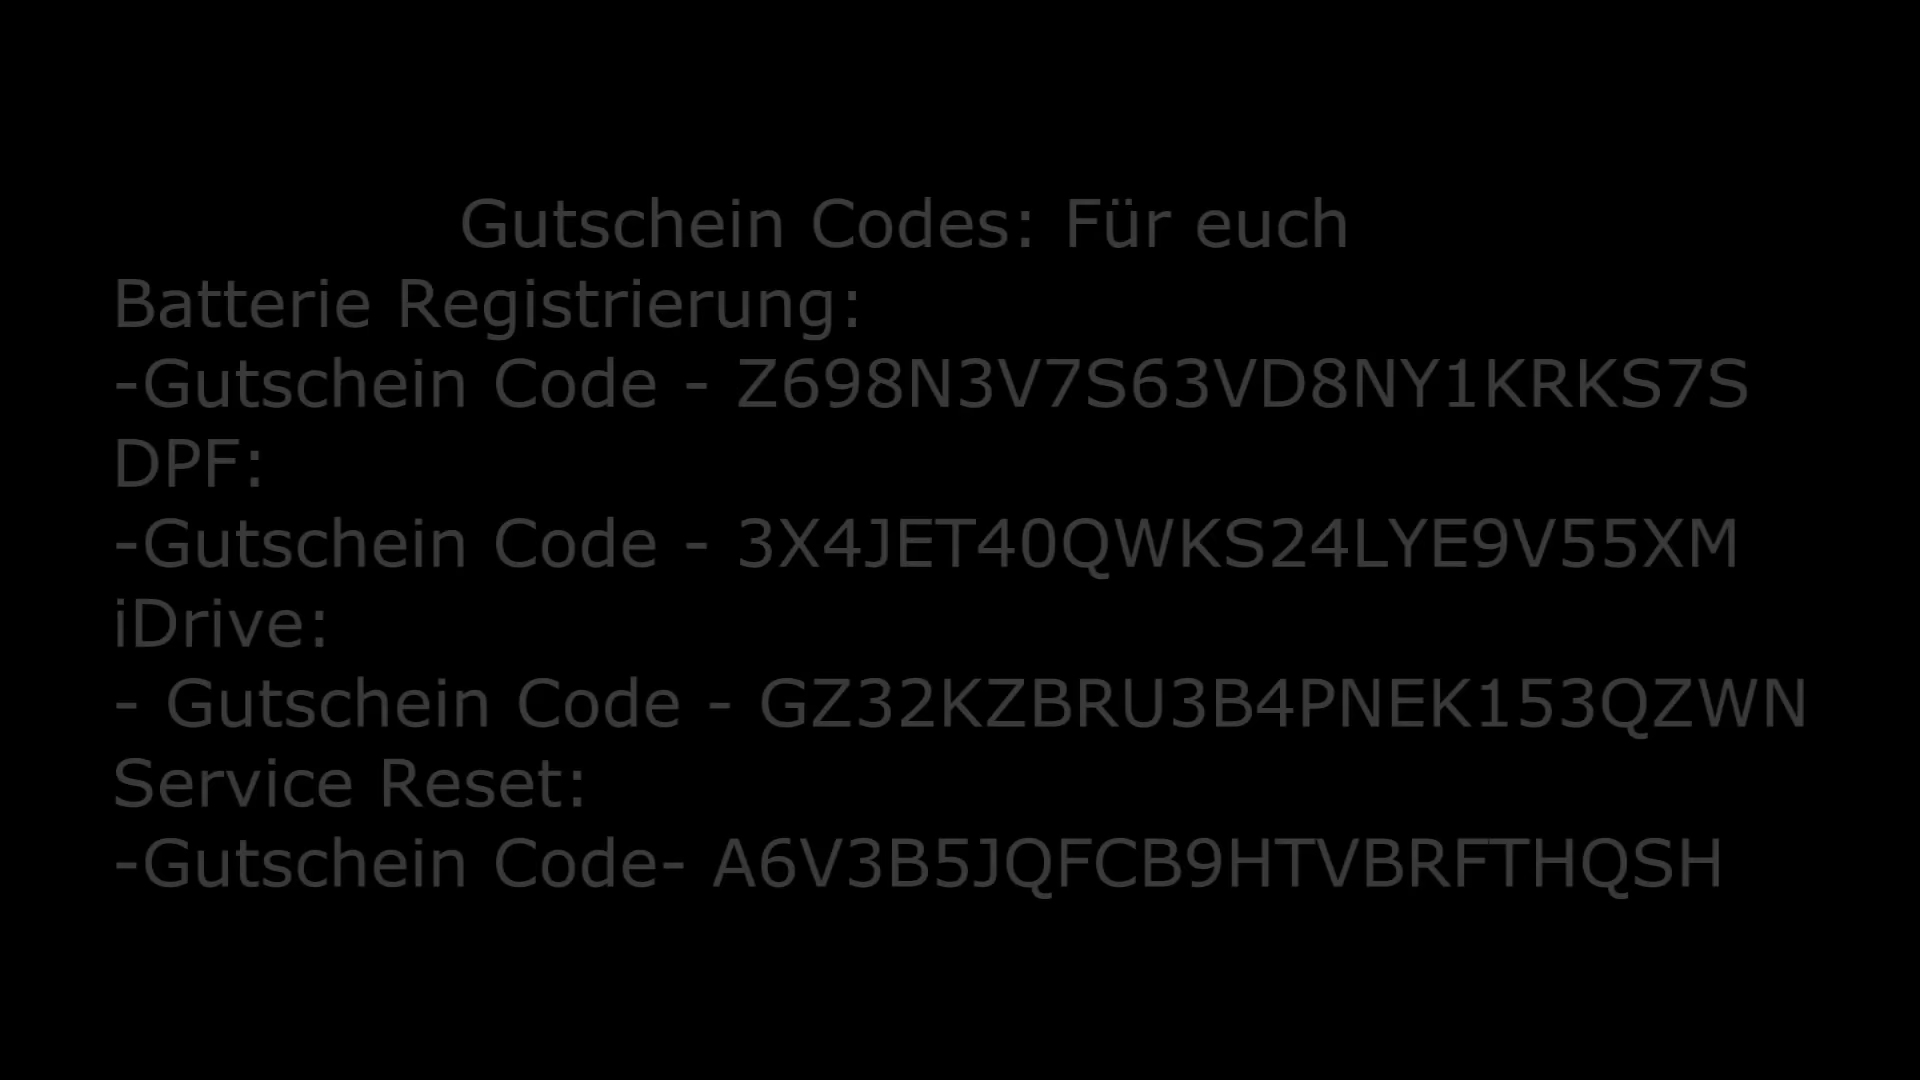 Gutschein Codes: Für euch
Batterie Registrierung:
-Gutschein Code - Z698N3V7S63VD8NY1KRKS7S
DPF:
-Gutschein Code - 3X4JET40QWKS24LYE9V55XM
iDrive:
- Gutschein Code - GZ32KZBRU3B4PNEK153QZWN
Service Reset:
-Gutschein Code- A6V3B5JQFCB9HTVBRFTHQSH